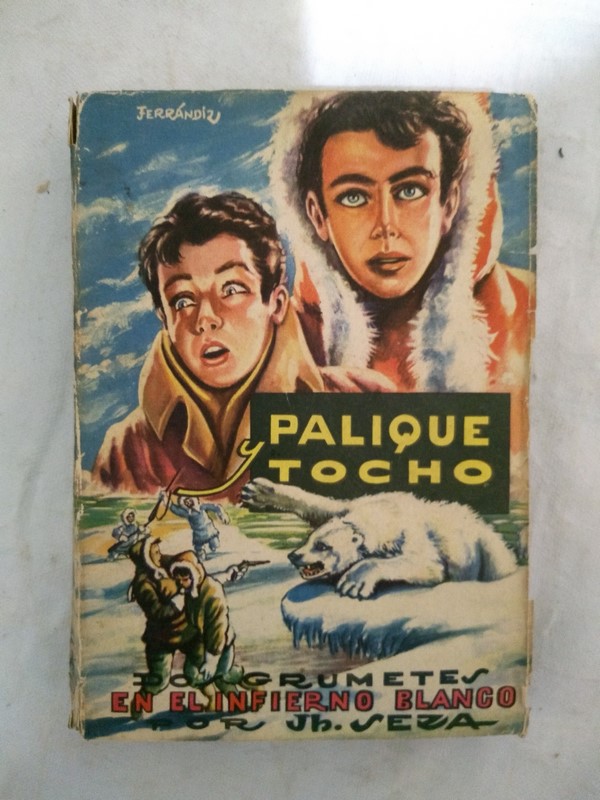 FERRÁNDIZ
PALIQUE
y TOCHO
DOS GRUMETES
EN EL INFIERNO BLANCO
POR Jh. SEZA